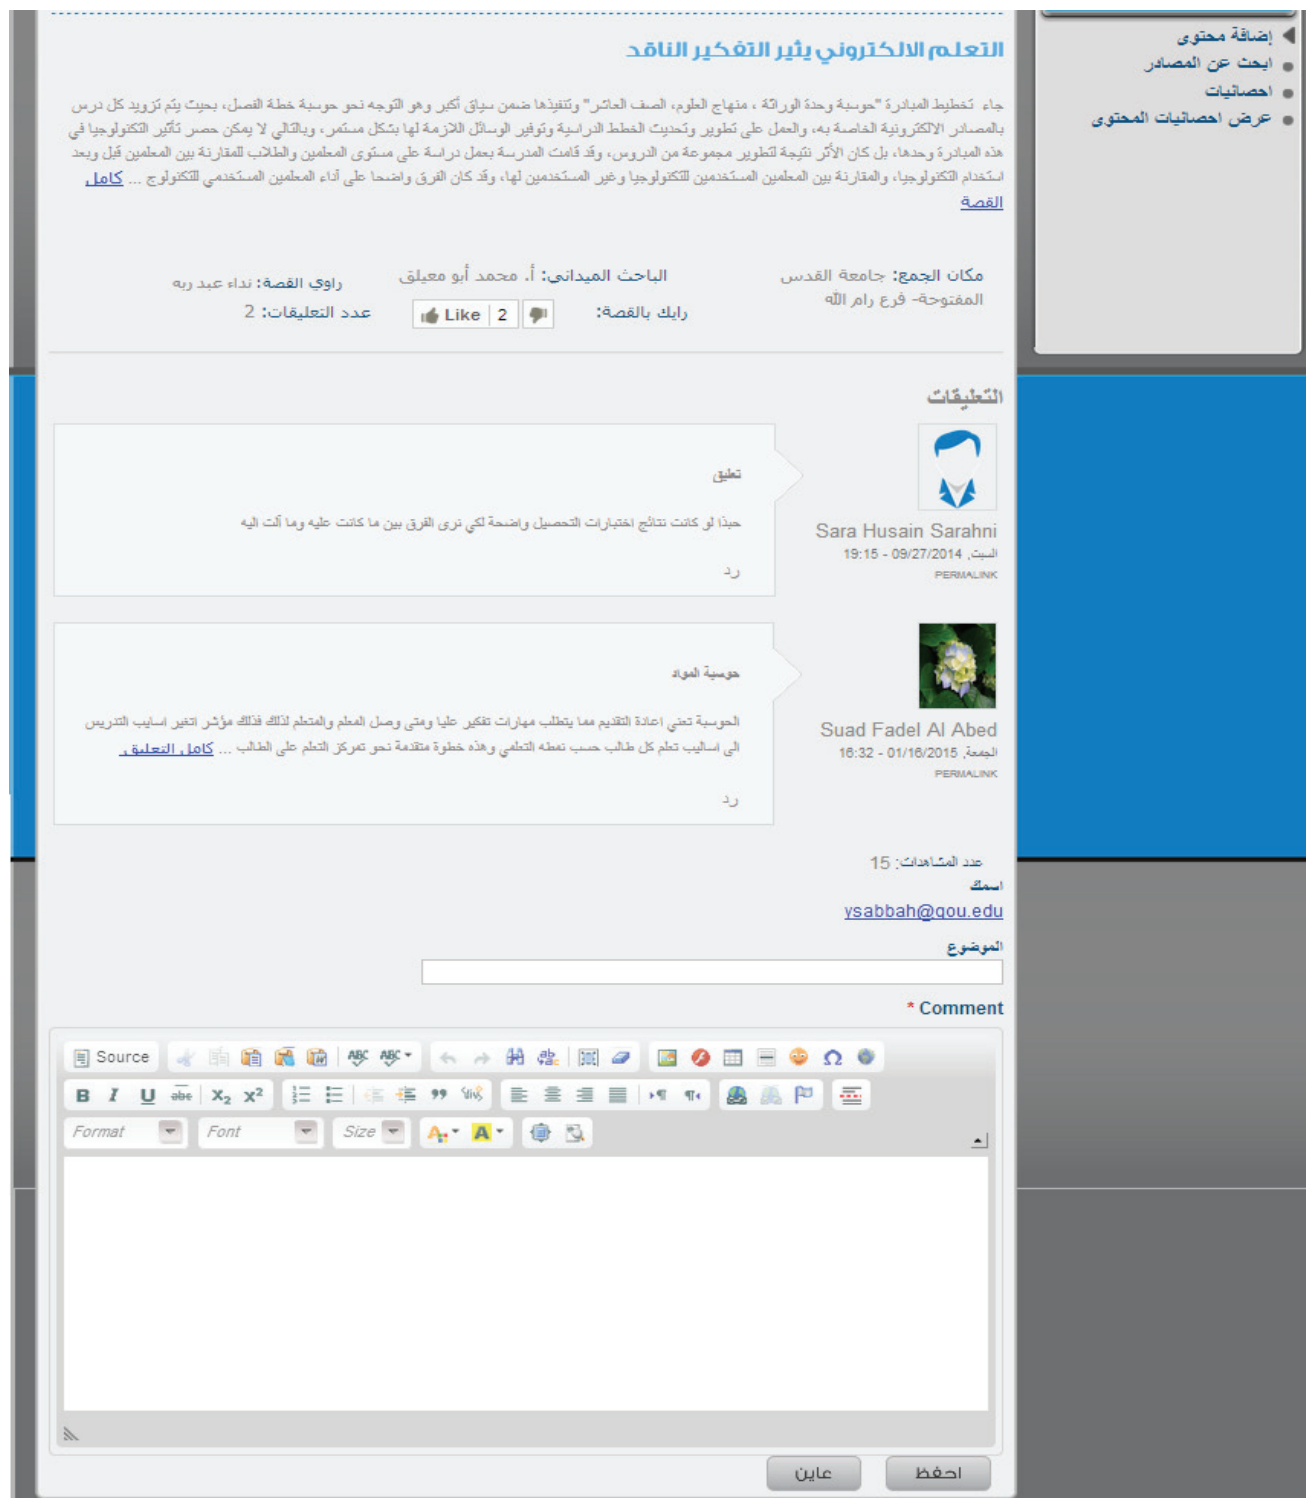 إضافة محتوى
ابحث عن المصادر
احصائيات
عرض احصائيات المحتوى
التعلم الالكتروني يثير التفكير الناقد
جاء تخطيط المبادرة "حوسبة وحدة الوراثة ، منهاج العلوم، الصف العاشر" وتنفيذها ضمن سياق أكبر وهو التوجه نحو حوسبة خطة الفصل، بحيث يتم تزويد كل درس
بالمصادر الالكترونية الخاصة به، والعمل على تطوير وتحديث الخطط الدراسية وتوفير الوسائل اللازمة لها بشكل مستمر، وبالتالي لا يمكن حصر تأثير التكنولوجيا في
هذه المبادرة وحدها، بل كان الأثر نتيجة لتطوير مجموعة من الدروس، وقد قامت المدرسة بعمل دراسة على مستوى المعلمين والطلاب للمقارنة بين المعلمين قبل وبعد
استخدام التكنولوجيا، والمقارنة بين المعلمين المستخدمين للتكنولوجيا وغير المستخدمين لها، وقد كان الفرق واضحا على أداء المعلمين المستخدمي للتكنولوج ... كامل
القصة
مكان الجمع: جامعة القدس
المفتوحة- فرع رام الله
الباحث الميداني: أ. محمد أبو معيلق
راوي القصة: نداء عبد ربه
رايك بالقصة:
Like 2
عدد التعليقات: 2
التعليقات
Sara Husain Sarahni
السبت, 09/27/2014 - 19:15
PERMALINK
تعليق
حبذا لو كانت نتائج اختبارات التحصيل واضحة لكي نرى الفرق بين ما كانت عليه وما آلت اليه
رد
Suad Fadel Al Abed
الجمعة, 01/16/2015 - 16:32
PERMALINK
حوسبة المواد
الحوسبة تعني اعادة التقديم مما يتطلب مهارات تفكير عليا ومتى وصل المعلم والمتعلم لذلك فذلك مؤشر لتغير اساليب التدريس
الى اساليب تعلم كل طالب حسب نمطه التعلمي وهذه خطوة متقدمة نحو تمركز التعلم على الطالب ... كامل التعليق
رد
عدد المشاهدات: 15
اسمك
ysabbah@qou.edu
الموضوع
Comment *
Source
ABC ABC
B I U abc X₂ X²
Format Font Size A A
احفظ
عاين